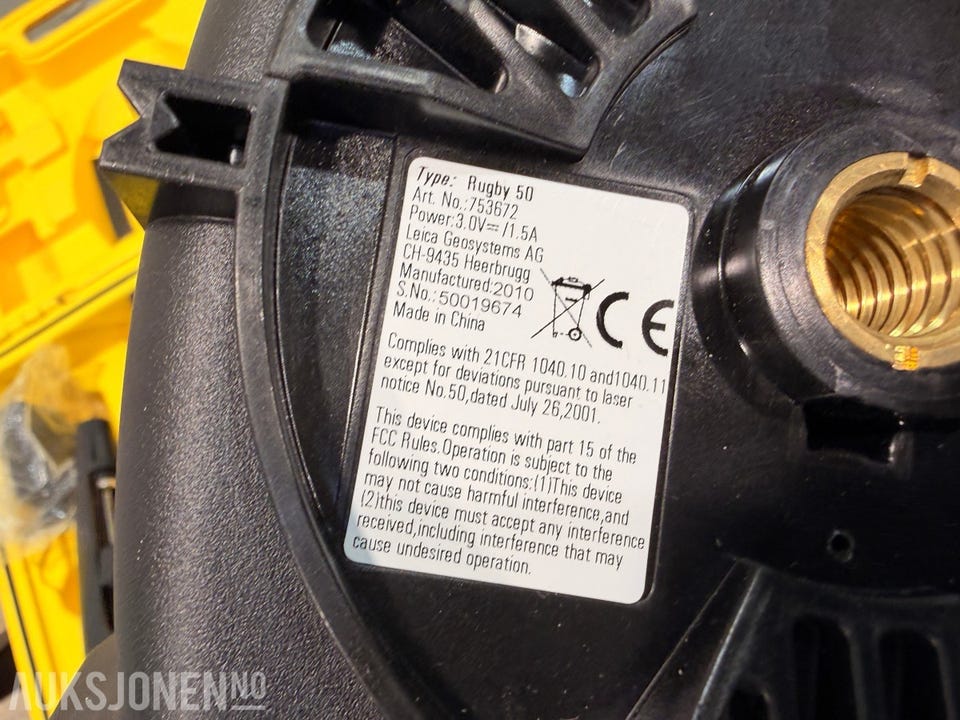 Type: Rugby 50
Art. No.:753672
Power:3.0V⎓/1.5A
Leica Geosystems AG
CH-9435 Heerbrugg
Manufactured:2010
S.No.:50019674
Made in China
CE
Complies with 21CFR 1040.10 and1040.11
except for deviations pursuant to laser
notice No.50,dated July 26,2001.
This device complies with part 15 of the
FCC Rules.Operation is subject to the
following two conditions:(1)This device
may not cause harmful interference,and
(2)this device must accept any interference
received,including interference that may
cause undesired operation.
AUKSJONEN NO